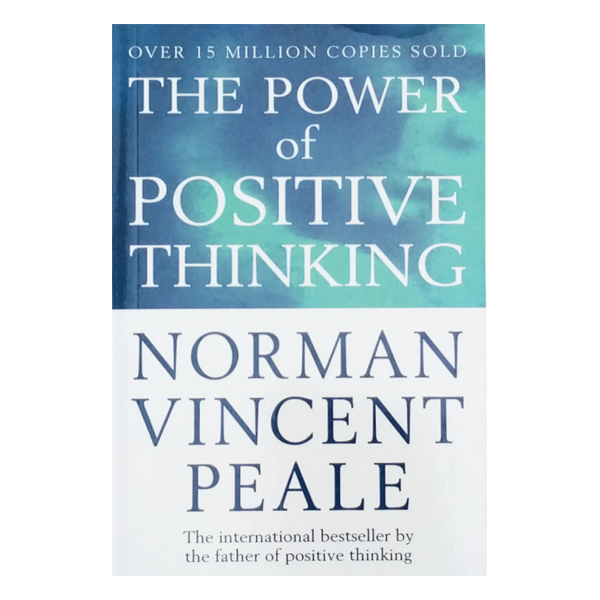 OVER 15 MILLION COPIES SOLD
THE POWER
of
POSITIVE
THINKING
NORMAN
VINCENT
PEALE
The international bestseller by
the father of positive thinking